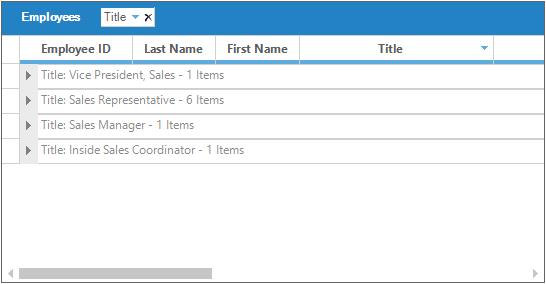 Employees Title
Employee ID Last Name First Name Title
Title: Vice President, Sales - 1 Items
Title: Sales Representative - 6 Items
Title: Sales Manager - 1 Items
Title: Inside Sales Coordinator - 1 Items